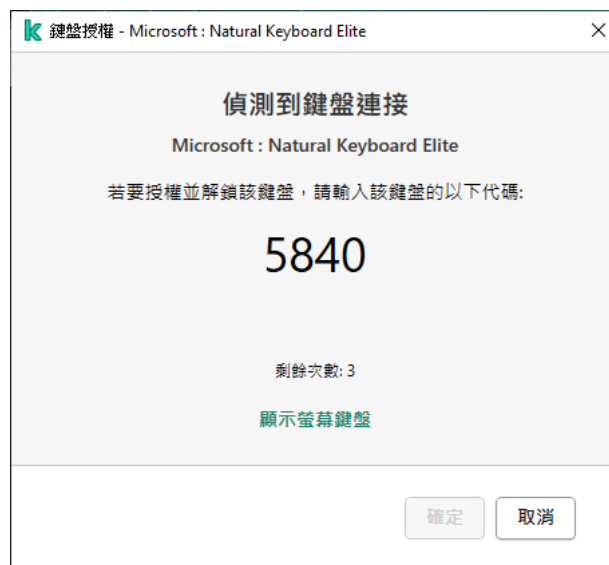 鍵盤授權 - Microsoft : Natural Keyboard Elite
偵測到鍵盤連接
Microsoft : Natural Keyboard Elite
若要授權並解鎖該鍵盤，請輸入該鍵盤的以下代碼:
5840
剩餘次數: 3
顯示螢幕鍵盤
確定
取消